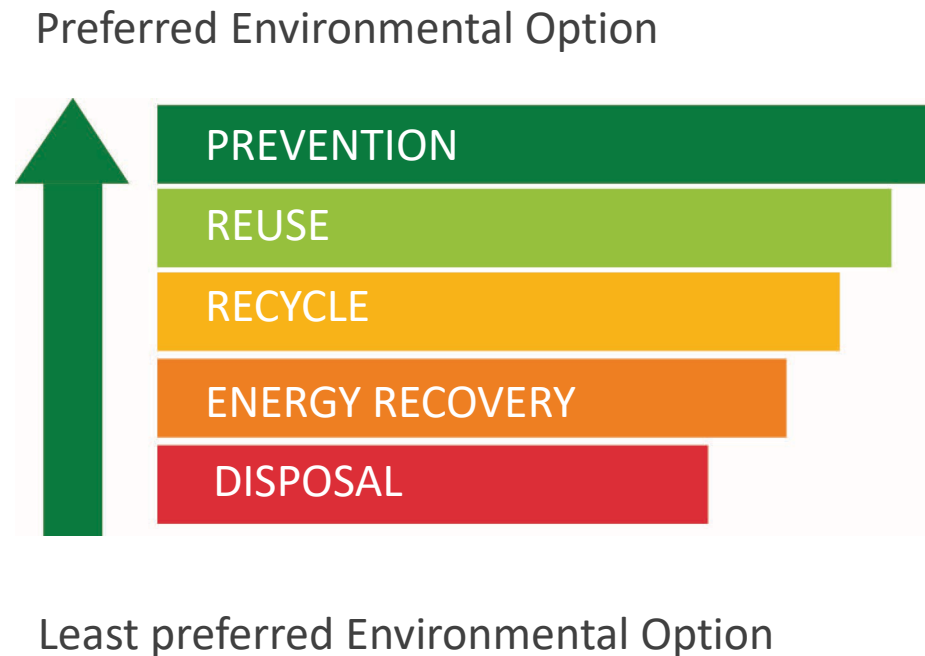 Preferred Environmental Option
PREVENTION
REUSE
RECYCLE
ENERGY RECOVERY
DISPOSAL
Least preferred Environmental Option